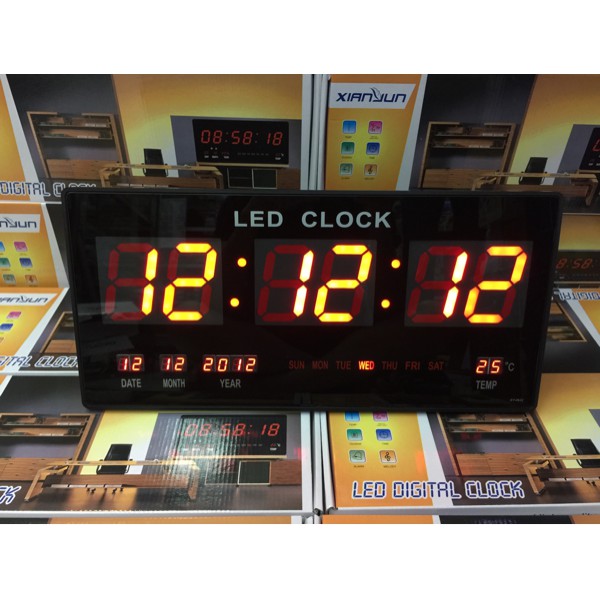 XIANYUN
08:58:18
DIGITAL CLOCK
LED CLOCK
12:12:12
12 12 2012 SUN MON TUE WED THU FRI SAT 25 °C
DATE MONTH YEAR TEMP
08:58:18
LED DIGITAL CLOCK